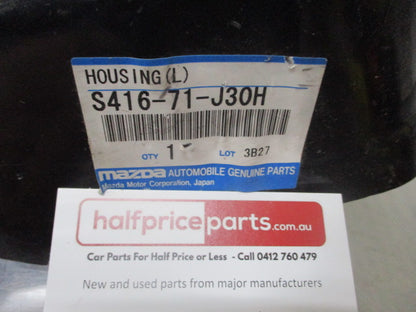 HOUSING(L)
S416-71-J30H
QTY 1 LOT 3B27
mazda AUTOMOBILE GENUINE PARTS
Mazda Motor Corporation, Japan
halfpriceparts.com.au
Car Parts For Half Price or Less - Call 0412 760 479
New and used parts from major manufacturers